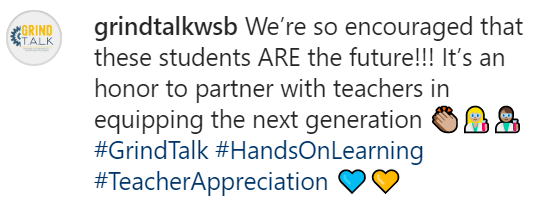 GRIND
TALK
grindtalkwsb We’re so encouraged that
these students ARE the future!!! It’s an
honor to partner with teachers in
equipping the next generation 👏🏽👩🏼‍🔬👨🏾‍🔬
#GrindTalk #HandsOnLearning
#TeacherAppreciation 💙💛